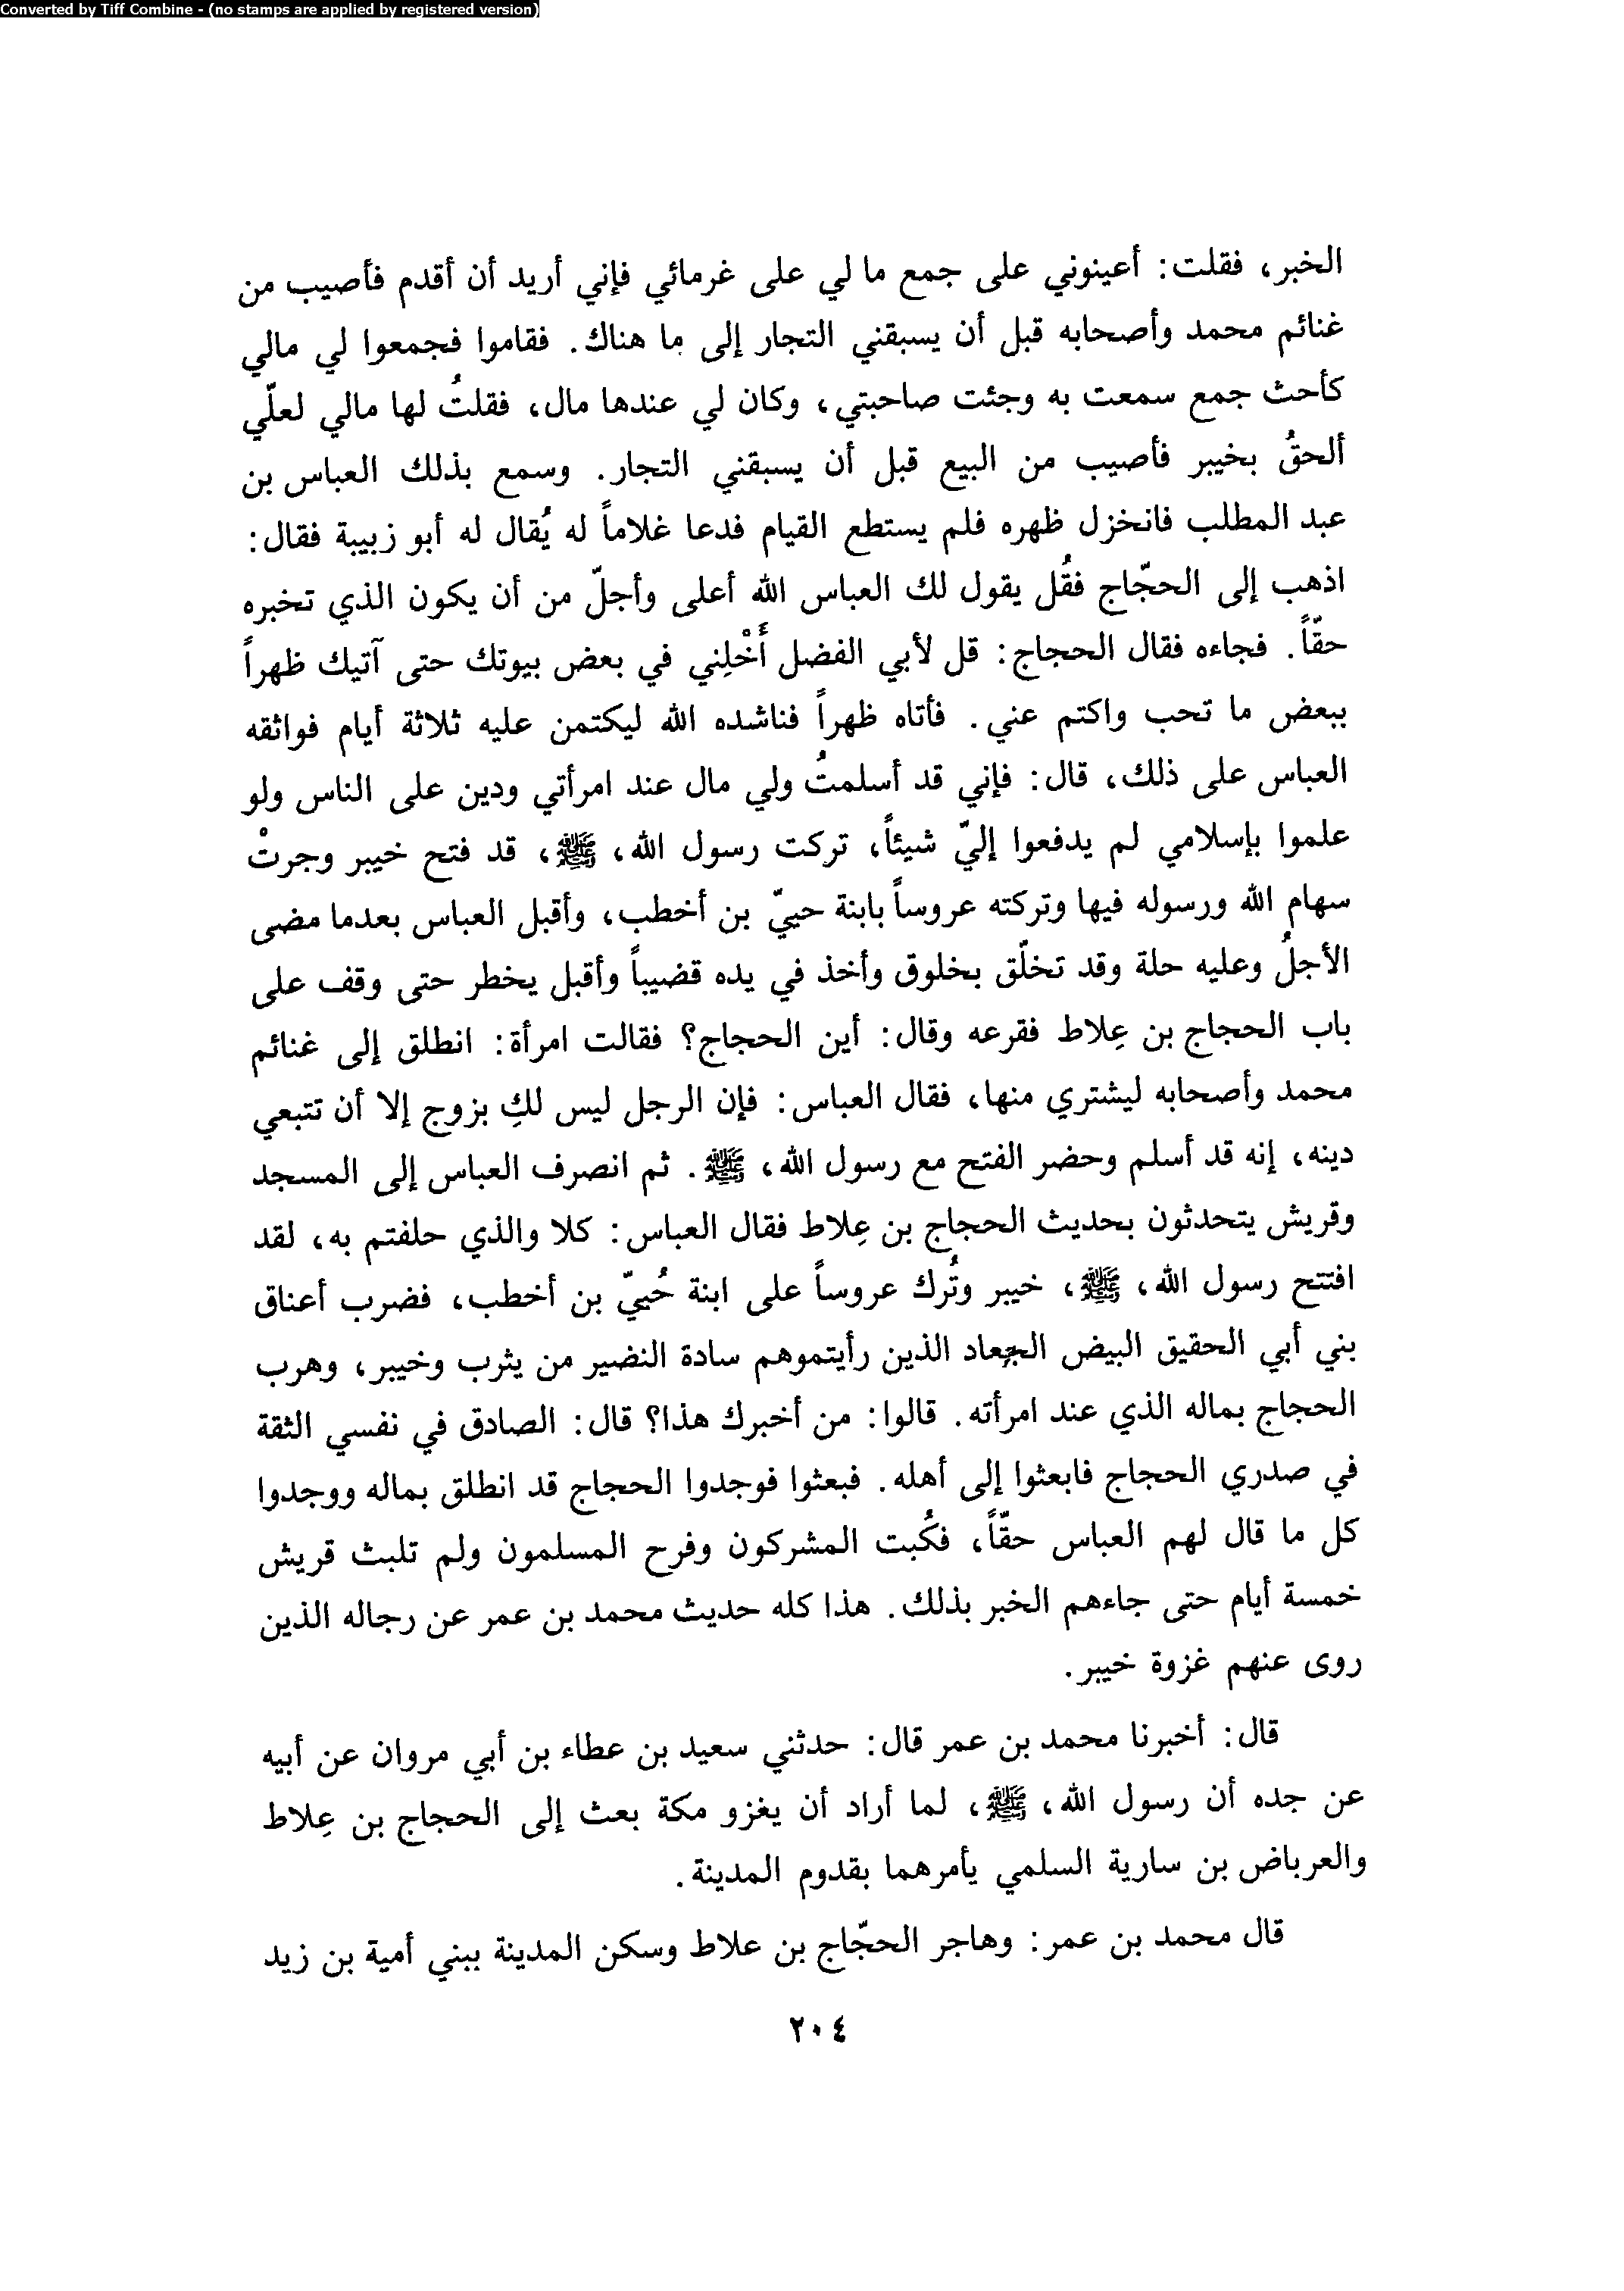 Converted by Tiff Combine - (no stamps are applied by registered version)
الخبر، فقلت: أعينوني على جمع ما لي على غرمائي فإني أريد أن أقدم فأصيب من
غنائم محمد وأصحابه قبل أن يسبقني التجار إلى ما هناك. فقاموا فجمعوا لي مالي
كأحث جمع سمعت به وجئت صاحبتي، وكان لي عندها مال، فقلتُ لها مالي لعلّي
ألحقُ بخيبر فأصيب من البيع قبل أن يسبقني التجار. وسمع بذلك العباس بن
عبد المطلب فانخزل ظهره فلم يستطع القيام فدعا غلاماً له يُقال له أبو زبيبة فقال:
اذهب إلى الحجّاج فقُل يقول لك العباس الله أعلى وأجلّ من أن يكون الذي تخبره
حقّاً. فجاءه فقال الحجاج: قل لأبي الفضل أَخْلِني في بعض بيوتك حتى آتيك ظهراً
ببعض ما تحب واكتم عني. فأتاه ظهراً فناشده الله ليكتمن عليه ثلاثة أيام فواثقه
العباس على ذلك، قال: فإني قد أسلمتُ ولي مال عند امرأتي ودين على الناس ولو
علموا بإسلامي لم يدفعوا إليّ شيئاً، تركت رسول الله، ﷺ، قد فتح خيبر وجرتْ
سهام الله ورسوله فيها وتركته عروساً بابنة حييّ بن أخطب، وأقبل العباس بعدما مضى
الأجلُ وعليه حلة وقد تخلّق بخلوق وأخذ في يده قضيباً وأقبل يخطر حتى وقف على
باب الحجاج بن عِلاط فقرعه وقال: أين الحجاج؟ فقالت امرأة: انطلق إلى غنائم
محمد وأصحابه ليشتري منها، فقال العباس: فإن الرجل ليس لكِ بزوج إلا أن تتبعي
دينه، إنه قد أسلم وحضر الفتح مع رسول الله، ﷺ. ثم انصرف العباس إلى المسجد
وقريش يتحدثون بحديث الحجاج بن عِلاط فقال العباس: كلا والذي حلفتم به، لقد
افتتح رسول الله، ﷺ، خيبر وتُرك عروساً على ابنة حُييّ بن أخطب، فضرب أعناق
بني أبي الحقيق البيض الجِعاد الذين رأيتموهم سادة النضير من يثرب وخيبر، وهرب
الحجاج بماله الذي عند امرأته. قالوا: من أخبرك هذا؟ قال: الصادق في نفسي الثقة
في صدري الحجاج فابعثوا إلى أهله. فبعثوا فوجدوا الحجاج قد انطلق بماله ووجدوا
كل ما قال لهم العباس حقّاً، فكُبت المشركون وفرح المسلمون ولم تلبث قريش
خمسة أيام حتى جاءهم الخبر بذلك. هذا كله حديث محمد بن عمر عن رجاله الذين
روى عنهم غزوة خيبر.
قال: أخبرنا محمد بن عمر قال: حدثني سعيد بن عطاء بن أبي مروان عن أبيه
عن جده أن رسول الله، ﷺ، لما أراد أن يغزو مكة بعث إلى الحجاج بن عِلاط
والعرباض بن سارية السلمي يأمرهما بقدوم المدينة.
قال محمد بن عمر: وهاجر الحجّاج بن علاط وسكن المدينة ببني أمية بن زيد
٢٠٤